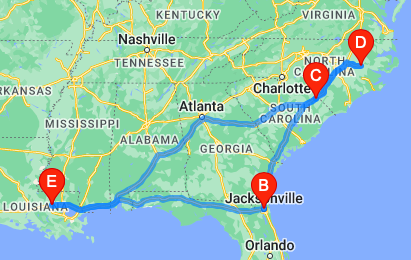 KENTUCKY
VIRGINIA
Nashville
TENNESSEE
D
NORTH
CAROLINA
ARKANSAS
C
Charlotte
Atlanta
SOUTH
CAROLINA
MISSISSIPPI
ALABAMA
GEORGIA
E
B
LOUISIANA
Jacksonville
Orlando